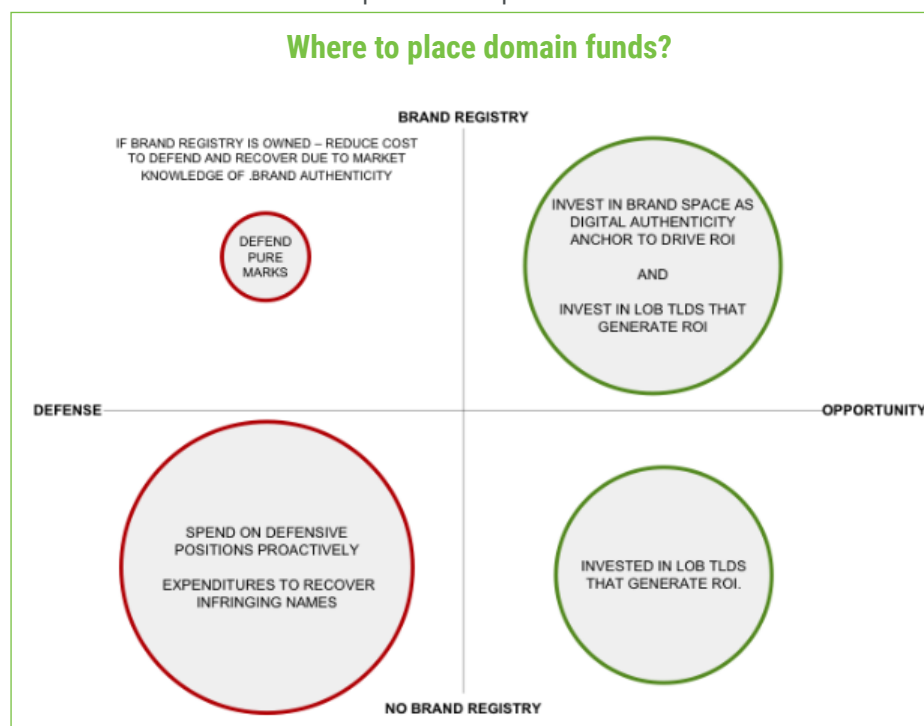 Where to place domain funds?
BRAND REGISTRY
IF BRAND REGISTRY IS OWNED – REDUCE COST
TO DEFEND AND RECOVER DUE TO MARKET
KNOWLEDGE OF .BRAND AUTHENTICITY
DEFEND
PURE
MARKS
INVEST IN BRAND SPACE AS
DIGITAL AUTHENTICITY
ANCHOR TO DRIVE ROI
AND
INVEST IN LOB TLDS THAT
GENERATE ROI
DEFENSE
OPPORTUNITY
SPEND ON DEFENSIVE
POSITIONS PROACTIVELY
EXPENDITURES TO RECOVER
INFRINGING NAMES
INVESTED IN LOB TLDS
THAT GENERATE ROI.
NO BRAND REGISTRY